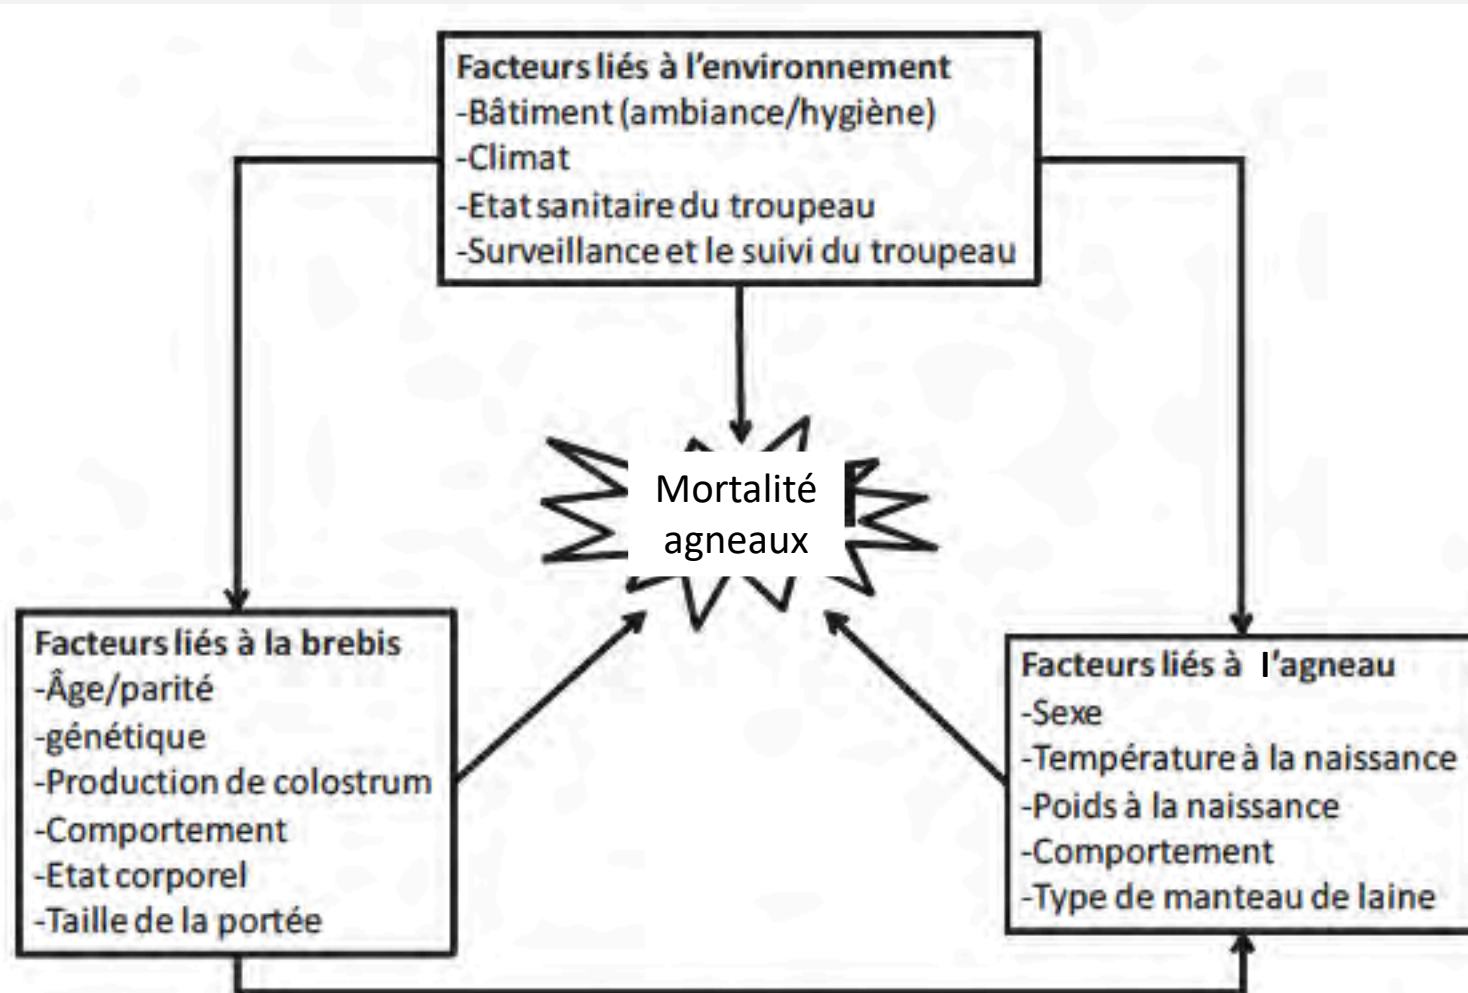 Facteurs liés à l'environnement
-Bâtiment (ambiance/hygiène)
-Climat
-Etat sanitaire du troupeau
-Surveillance et le suivi du troupeau
Mortalité
agneaux
Facteurs liés à la brebis
-Âge/parité
-génétique
-Production de colostrum
-Comportement
-Etat corporel
-Taille de la portée
Facteurs liés à l'agneau
-Sexe
-Température à la naissance
-Poids à la naissance
-Comportement
-Type de manteau de laine